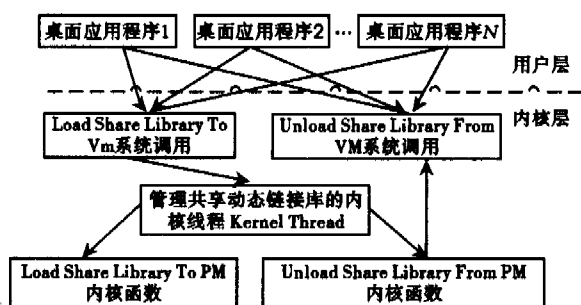 桌面应用程序1
桌面应用程序2
…
桌面应用程序N
用户层
内核层
Load Share Library To
Vm系统调用
Unload Share Library From
VM系统调用
管理共享动态链接库的内
核线程 Kernel Thread
Load Share Library To PM
内核函数
Unload Share Library From PM
内核函数